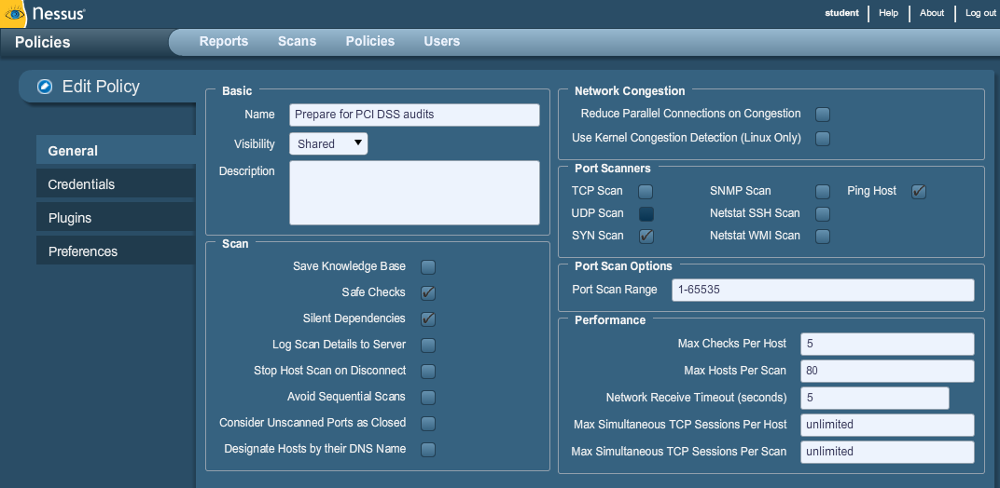 Nessus
student Help About Log out
Policies Reports Scans Policies Users
Edit Policy
General
Credentials
Plugins
Preferences
Basic
Name Prepare for PCI DSS audits
Visibility Shared
Description
Scan
Save Knowledge Base
Safe Checks
Silent Dependencies
Log Scan Details to Server
Stop Host Scan on Disconnect
Avoid Sequential Scans
Consider Unscanned Ports as Closed
Designate Hosts by their DNS Name
Network Congestion
Reduce Parallel Connections on Congestion
Use Kernel Congestion Detection (Linux Only)
Port Scanners
TCP Scan SNMP Scan Ping Host
UDP Scan Netstat SSH Scan
SYN Scan Netstat WMI Scan
Port Scan Options
Port Scan Range 1-65535
Performance
Max Checks Per Host 5
Max Hosts Per Scan 80
Network Receive Timeout (seconds) 5
Max Simultaneous TCP Sessions Per Host unlimited
Max Simultaneous TCP Sessions Per Scan unlimited